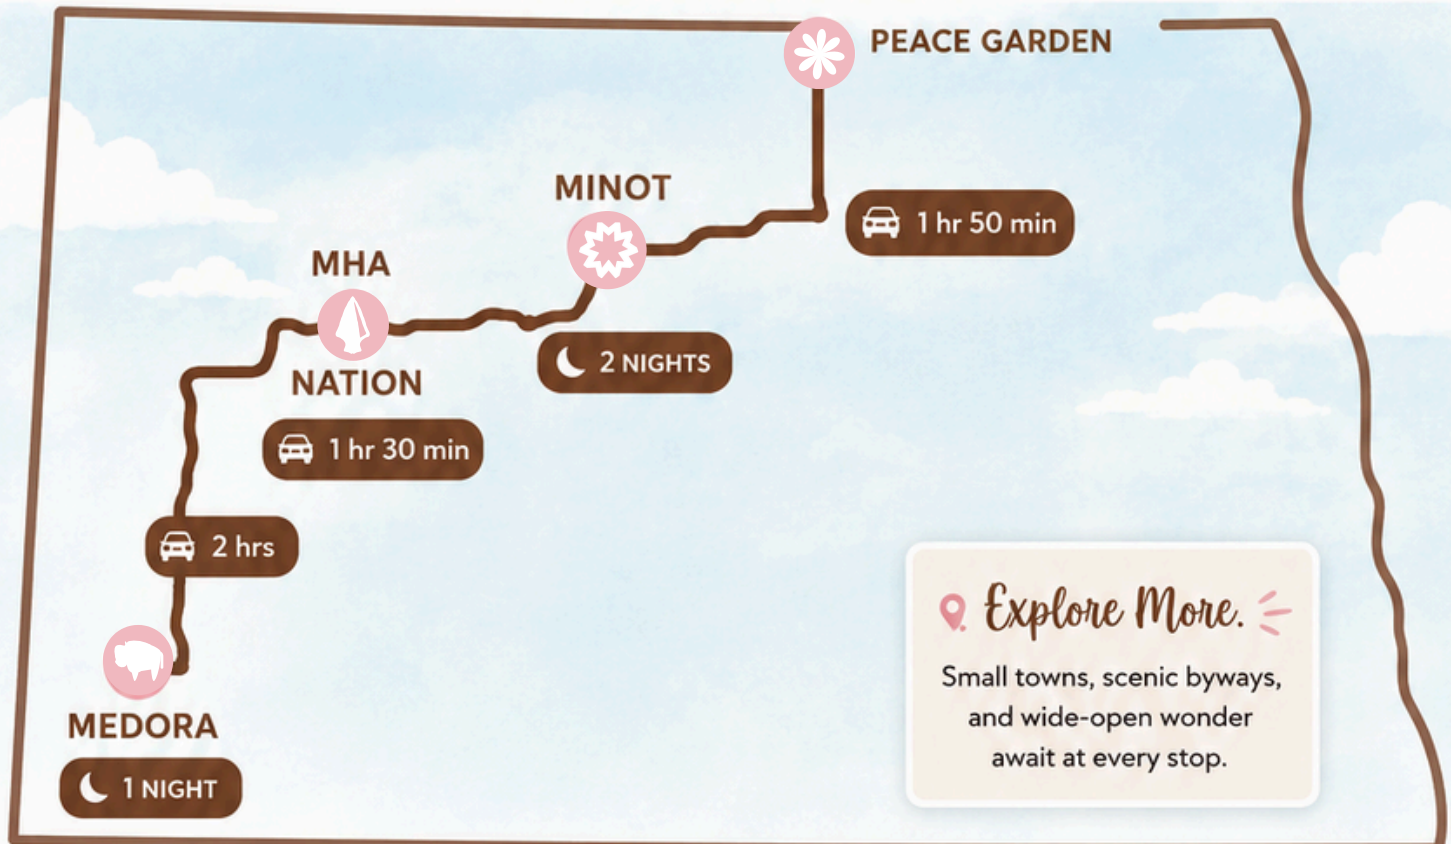 PEACE GARDEN
MINOT
1 hr 50 min
MHA
NATION
2 NIGHTS
1 hr 30 min
2 hrs
MEDORA
1 NIGHT
Explore More.
Small towns, scenic byways,
and wide-open wonder
await at every stop.